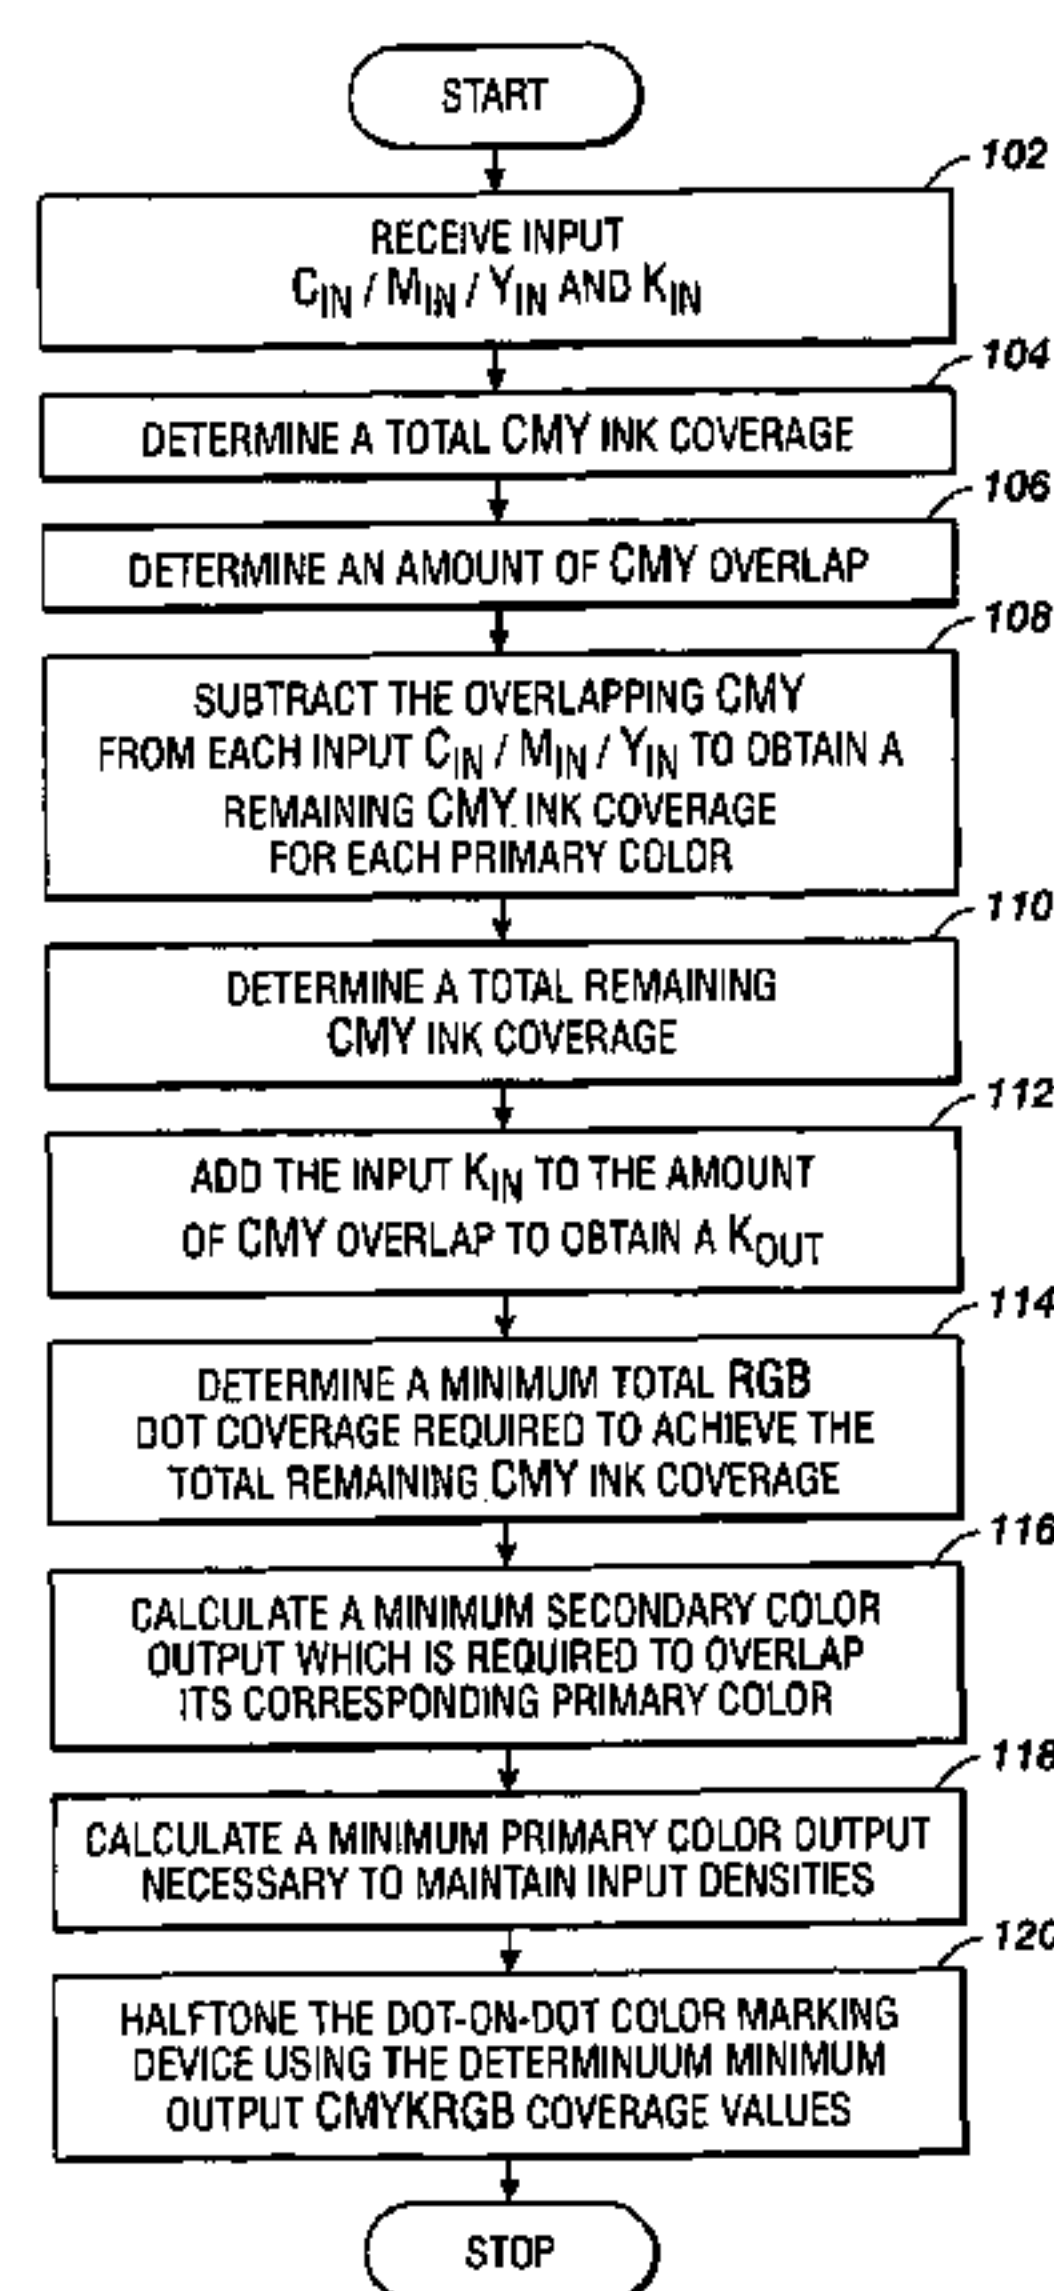 START
102
RECEIVE INPUT
CIN / MIN / YIN AND KIN
104
DETERMINE A TOTAL CMY INK COVERAGE
106
DETERMINE AN AMOUNT OF CMY OVERLAP
108
SUBTRACT THE OVERLAPPING CMY
FROM EACH INPUT CIN / MIN / YIN TO OBTAIN A
REMAINING CMY INK COVERAGE
FOR EACH PRIMARY COLOR
110
DETERMINE A TOTAL REMAINING
CMY INK COVERAGE
112
ADD THE INPUT KIN TO THE AMOUNT
OF CMY OVERLAP TO OBTAIN A KOUT
114
DETERMINE A MINIMUM TOTAL RGB
DOT COVERAGE REQUIRED TO ACHIEVE THE
TOTAL REMAINING CMY INK COVERAGE
116
CALCULATE A MINIMUM SECONDARY COLOR
OUTPUT WHICH IS REQUIRED TO OVERLAP
ITS CORRESPONDING PRIMARY COLOR
118
CALCULATE A MINIMUM PRIMARY COLOR OUTPUT
NECESSARY TO MAINTAIN INPUT DENSITIES
120
HALFTONE THE DOT-ON-DOT COLOR MARKING
DEVICE USING THE DETERMINUUM MINIMUM
OUTPUT CMYKRGB COVERAGE VALUES
STOP